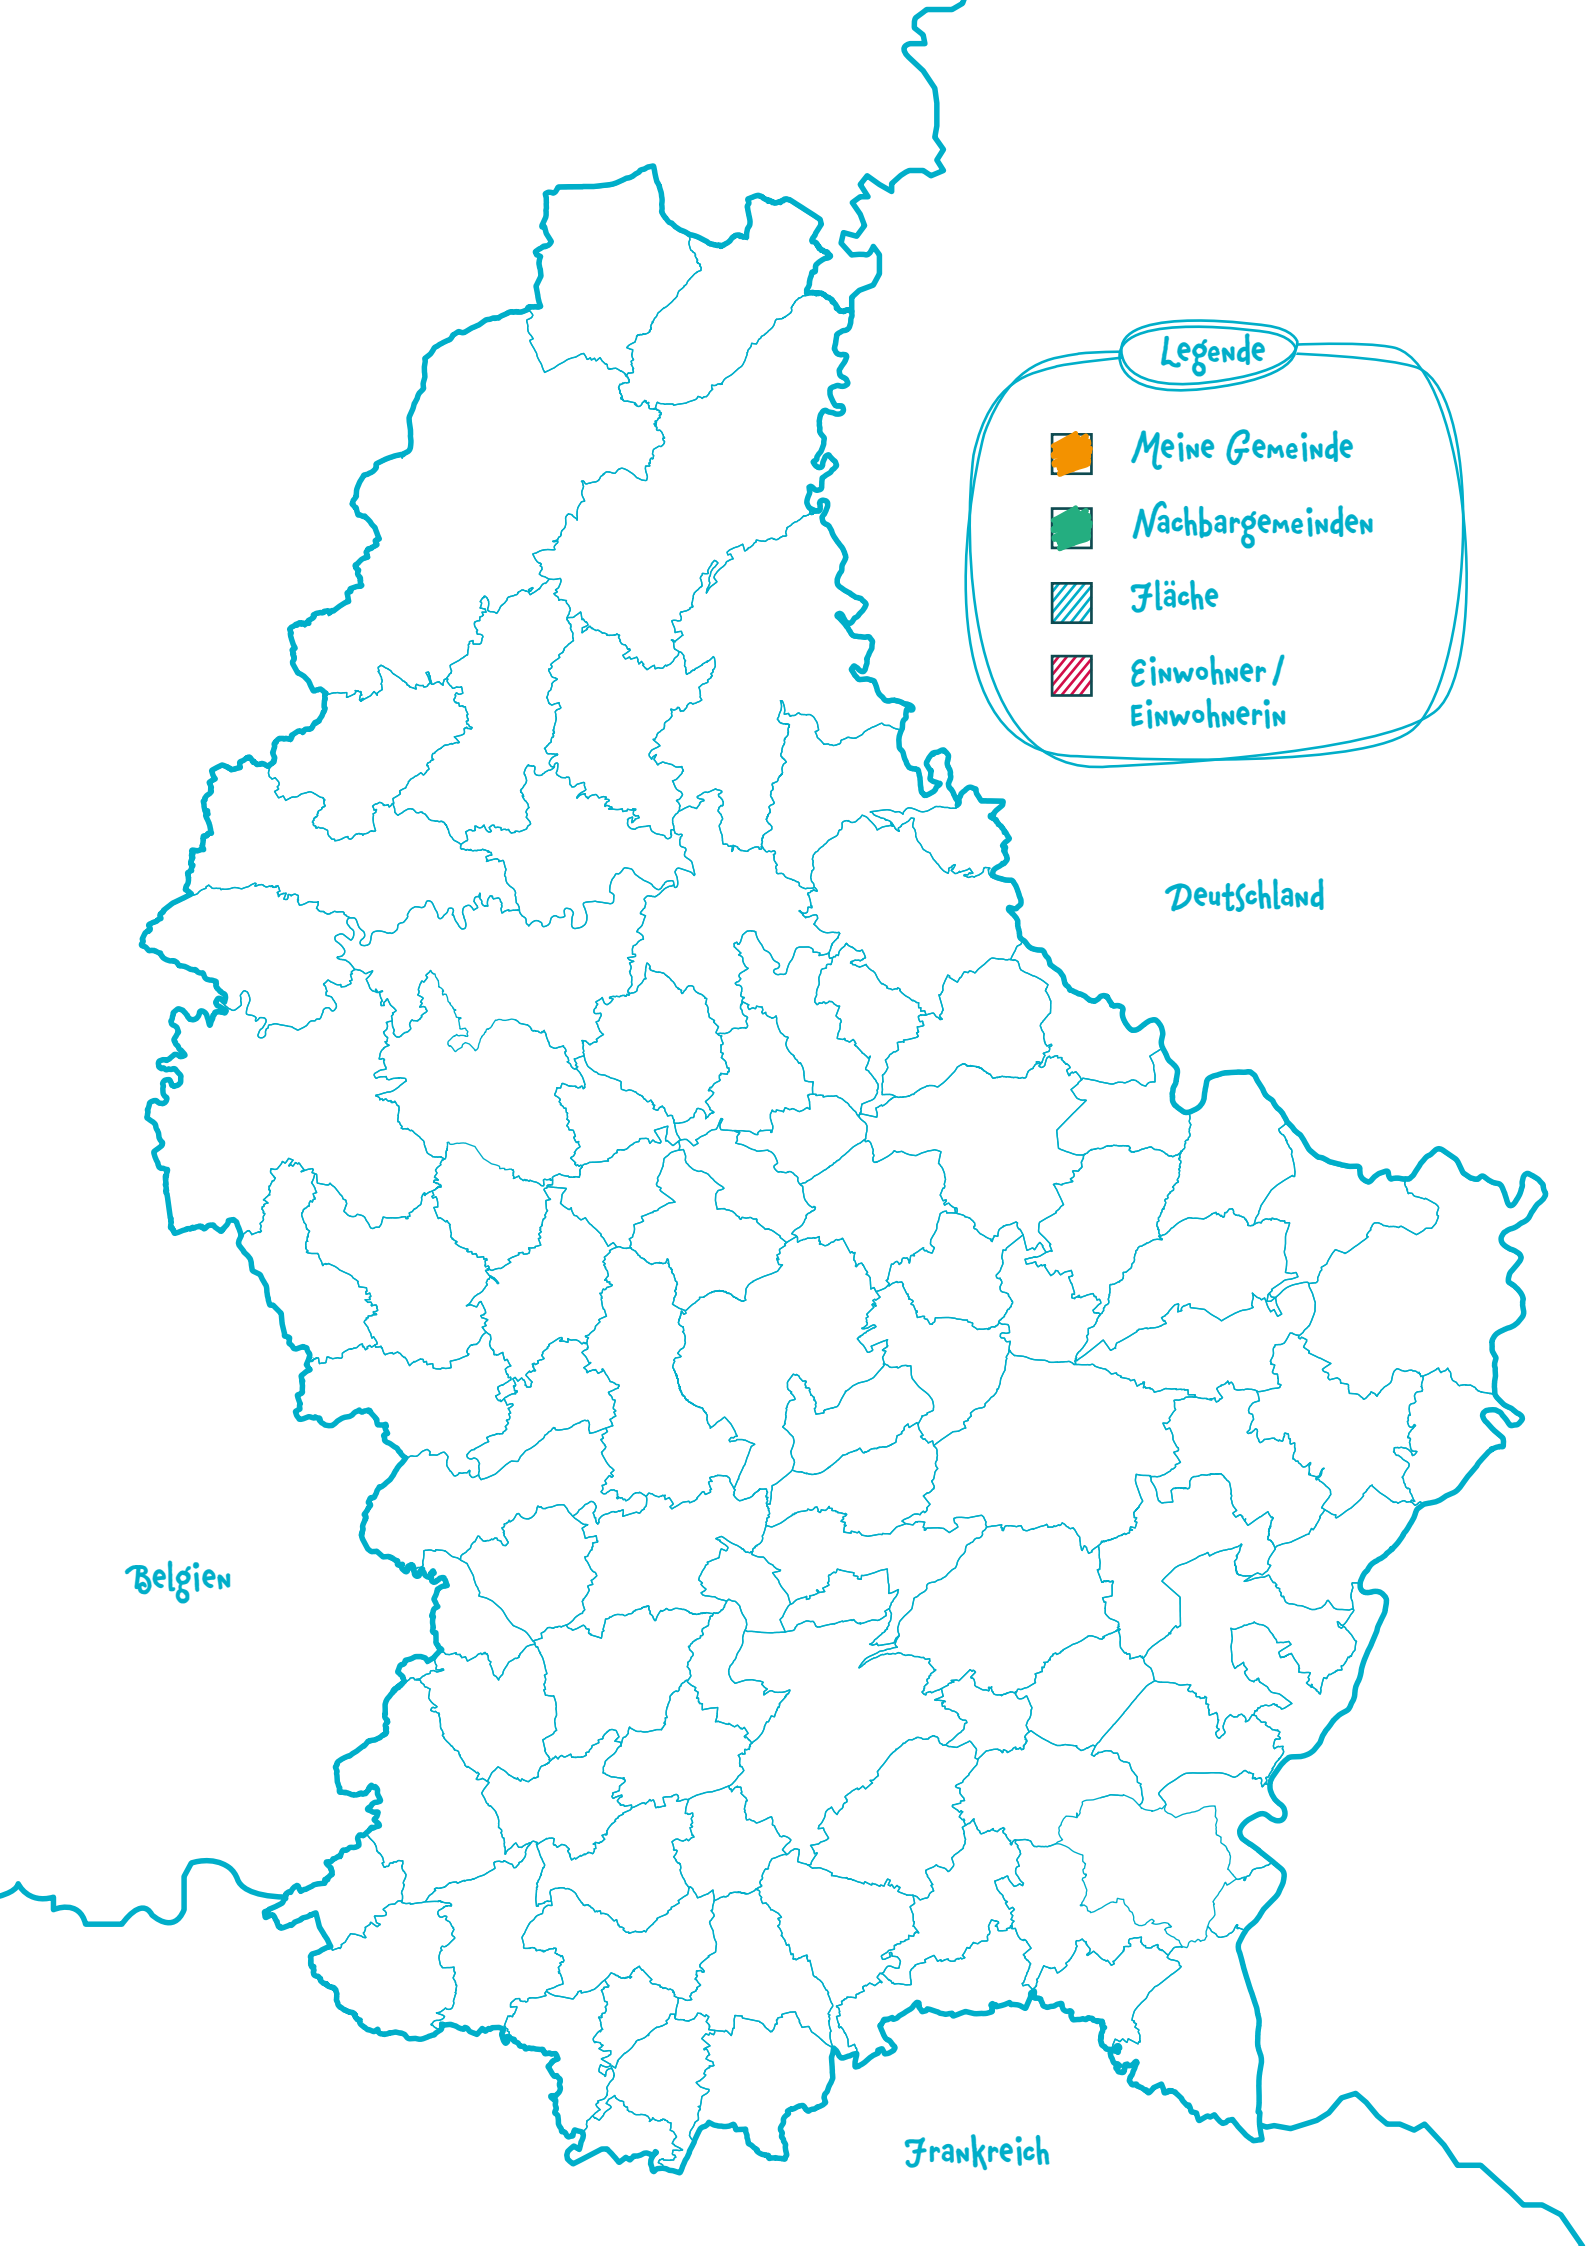 Legende
Meine Gemeinde
Nachbargemeinden
Fläche
Einwohner /
Einwohnerin
Deutschland
Belgien
Frankreich